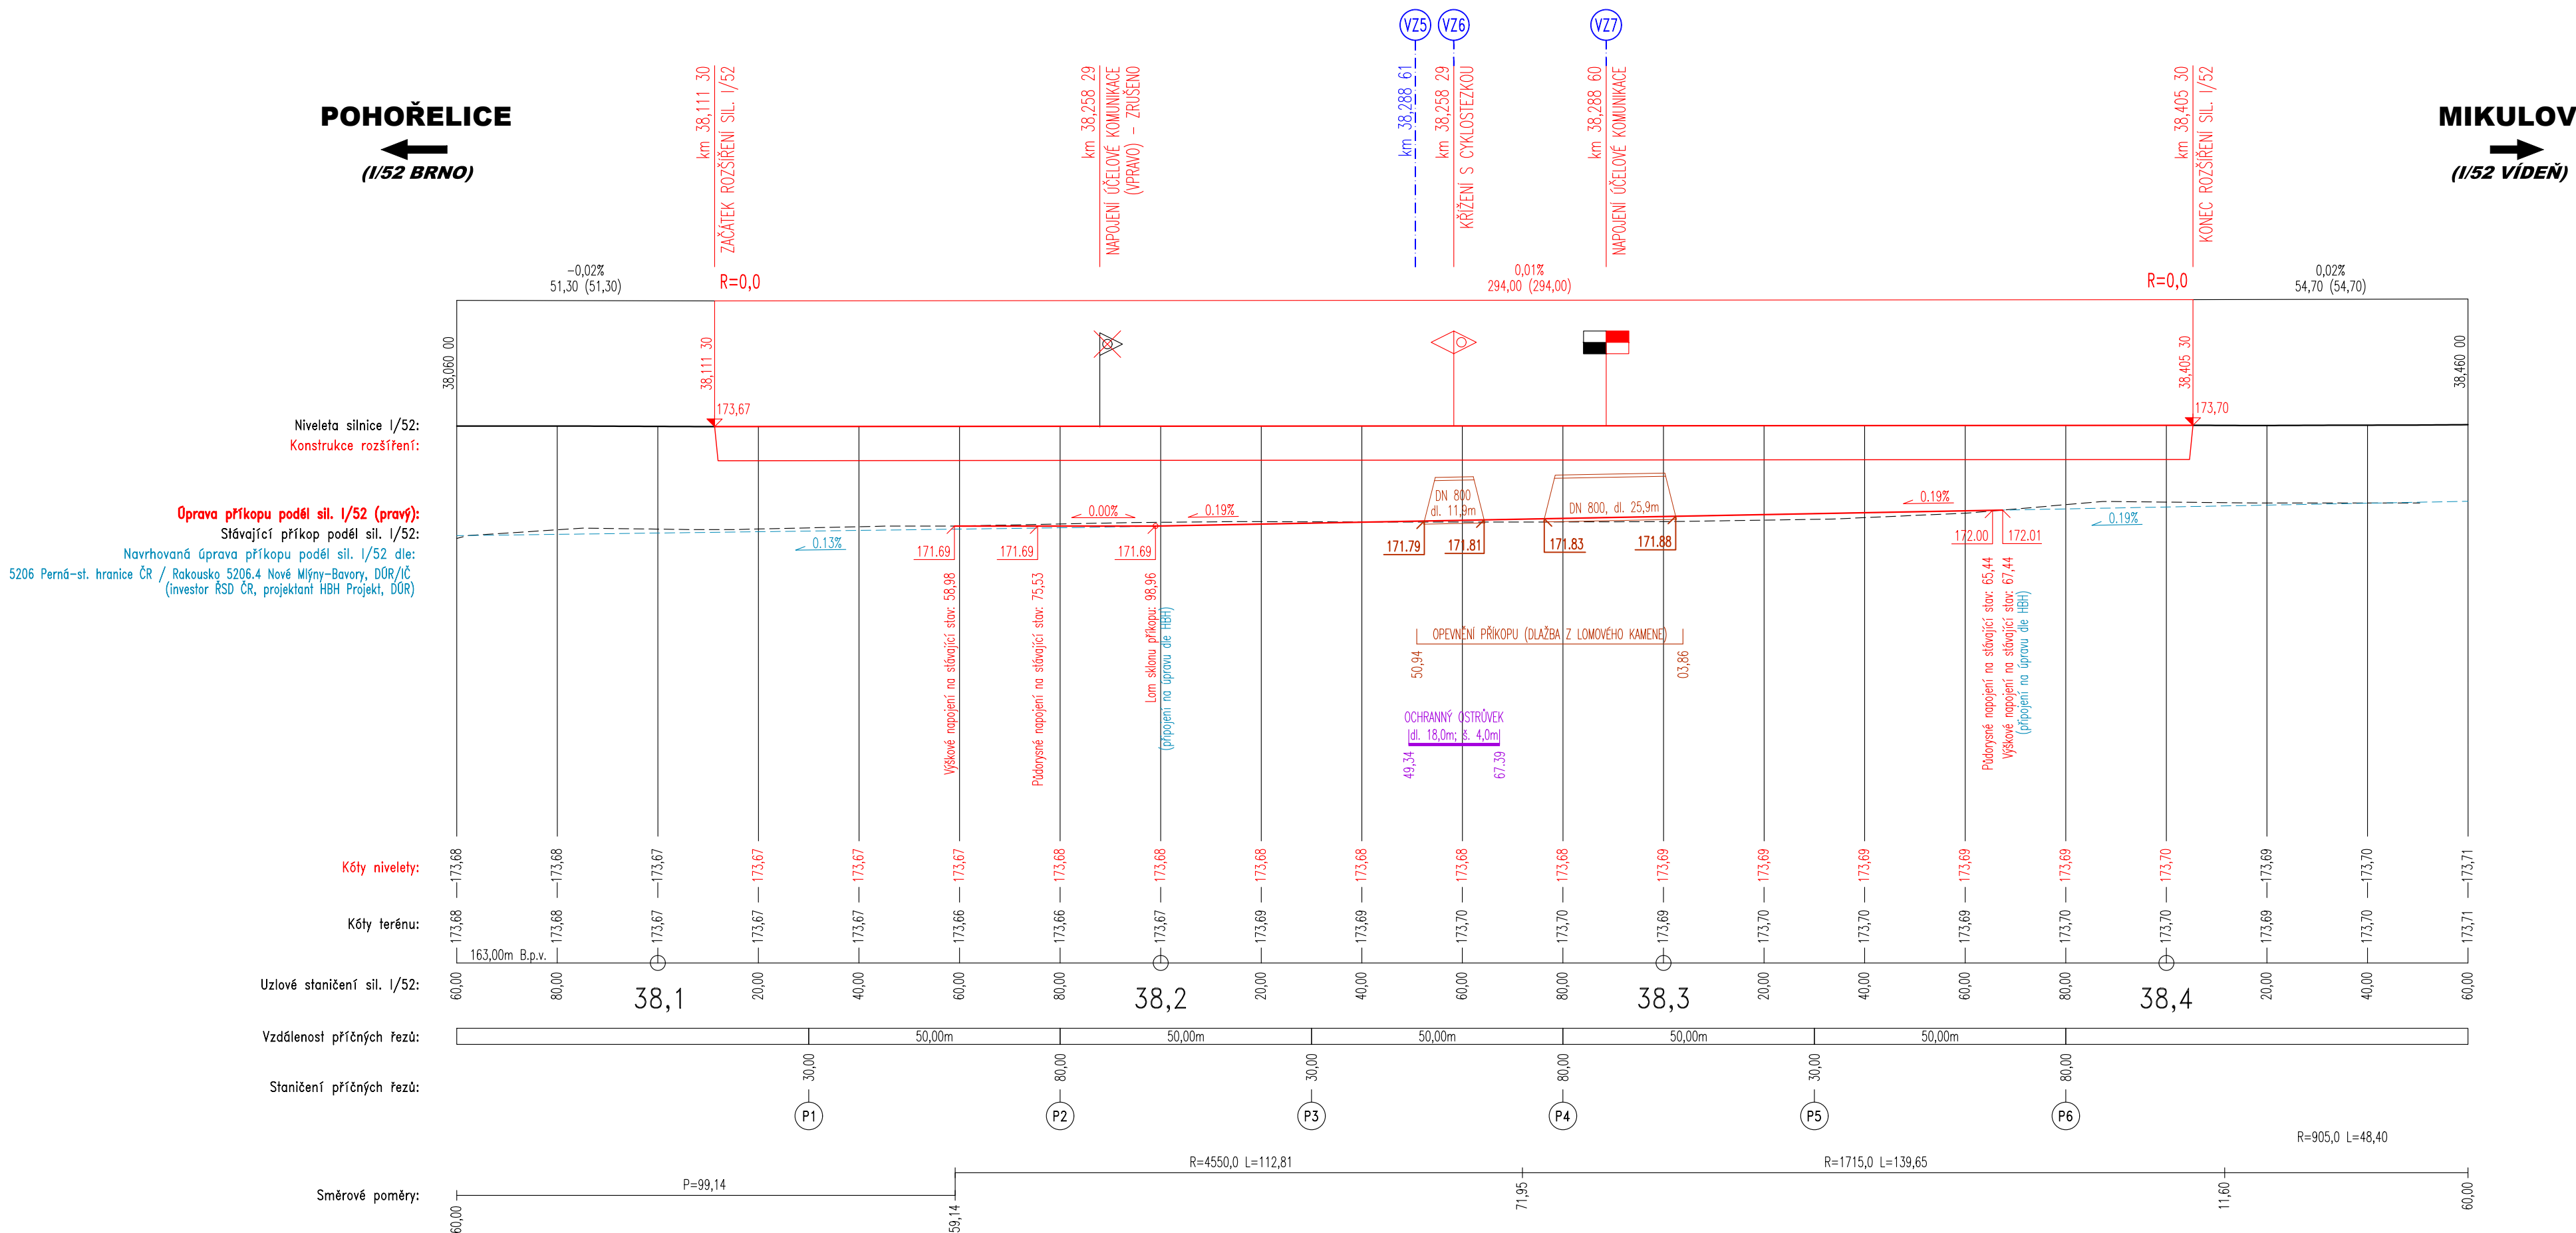 VZ5 VZ6 VZ7
POHOŘELICE
(I/52 BRNO)
MIKULOV
(I/52 VÍDEŇ)
km 38,111 30
ZAČÁTEK ROZŠÍŘENÍ SIL. I/52
km 38,258 29
NAPOJENÍ ÚČELOVÉ KOMUNIKACE
(VPRAVO) – ZRUŠENO
km 38,288 61
km 38,258 29
KŘÍŽENÍ S CYKLOSTEZKOU
km 38,288 60
NAPOJENÍ ÚČELOVÉ KOMUNIKACE
km 38,405 30
KONEC ROZŠÍŘENÍ SIL. I/52
-0,02%
51,30 (51,30)
R=0,0
0,01%
294,00 (294,00)
R=0,0
0,02%
54,70 (54,70)
38,060 00
38,111 30
38,405 30
38,460 00
173,67
173,70
Niveleta silnice I/52:
Konstrukce rozšíření:
Úprava příkopu podél sil. I/52 (pravý):
Stávající příkop podél sil. I/52:
Navrhovaná úprava příkopu podél sil. I/52 dle:
5206 Perná-st. hranice ČR / Rakousko 5206.4 Nové Mlýny-Bavory, DÚR/IČ
(investor ŘSD ČR, projektant HBH Projekt, DÚR)
0.13%
0.00%
0.19%
DN 800
dl. 11,9m
DN 800, dl. 25,9m
0.19%
0.19%
171.69
171.69
171.69
171.79
171.81
171.83
171.88
172.00
172.01
Výškové napojení na stávající stav: 58,98
Půdorysné napojení na stávající stav: 75,53
Lom sklonu příkopu: 98,96
(připojení na úpravu dle HBH)
OPEVNĚNÍ PŘÍKOPU (DLAŽBA Z LOMOVÉHO KAMENE)
50,94
03,86
OCHRANNÝ OSTRŮVEK
dl. 18,0m; š. 4,0m
49,34
67.39
Půdorysné napojení na stávající stav: 65,44
Výškové napojení na stávající stav: 67,44
(připojení na úpravu dle HBH)
Kóty nivelety:
173,68 173,68 173,67 173,67 173,67 173,67 173,68 173,68 173,68 173,68 173,68 173,68 173,69 173,69 173,69 173,69 173,69 173,70 173,69 173,70 173,71
Kóty terénu:
173,68 173,68 173,67 173,67 173,67 173,66 173,66 173,67 173,69 173,69 173,70 173,70 173,69 173,70 173,70 173,69 173,70 173,70 173,69 173,70 173,71
163,00m B.p.v.
Uzlové staničení sil. I/52:
60,00 80,00 38,1 20,00 40,00 60,00 80,00 38,2 20,00 40,00 60,00 80,00 38,3 20,00 40,00 60,00 80,00 38,4 20,00 40,00 60,00
Vzdálenost příčných řezů:
50,00m 50,00m 50,00m 50,00m 50,00m
Staničení příčných řezů:
30,00 80,00 30,00 80,00 30,00 80,00
P1 P2 P3 P4 P5 P6
R=905,0 L=48,40
R=4550,0 L=112,81
R=1715,0 L=139,65
P=99,14
Směrové poměry:
60,00 59,14 71,95 11,60 60,00